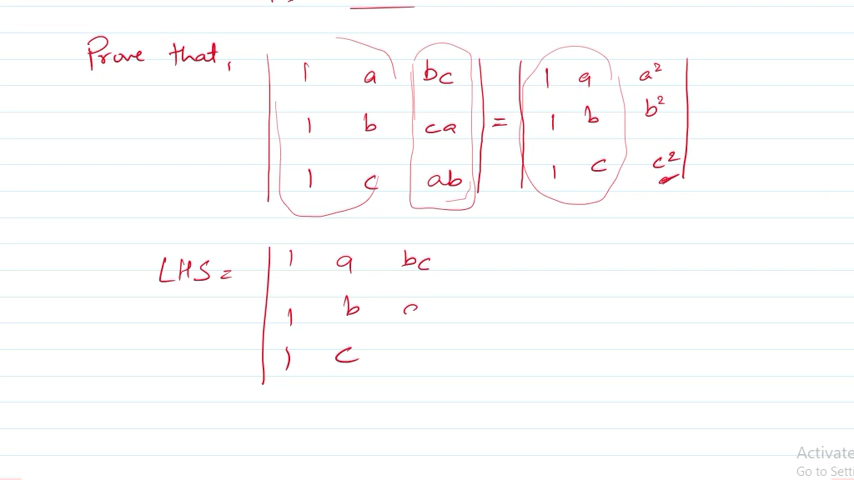 Prove that, | 1 a bc | = | 1 a a² |
| 1 b ca | | 1 b b² |
| 1 c ab | | 1 c c² |
LHS = | 1 a bc
| 1 b c
| 1 c
Activate
Go to Setti